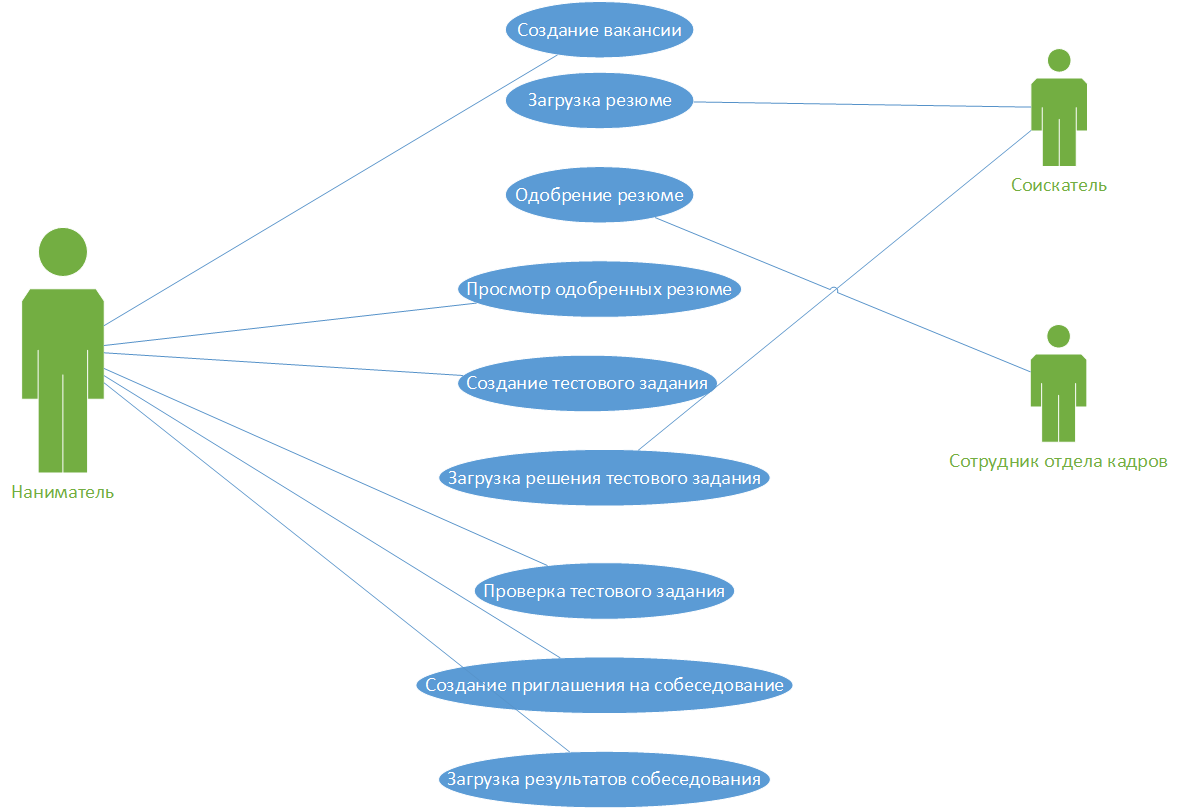 Создание вакансии
Загрузка резюме
Соискатель
Одобрение резюме
Просмотр одобренных резюме
Создание тестового задания
Сотрудник отдела кадров
Загрузка решения тестового задания
Наниматель
Проверка тестового задания
Создание приглашения на собеседование
Загрузка результатов собеседования